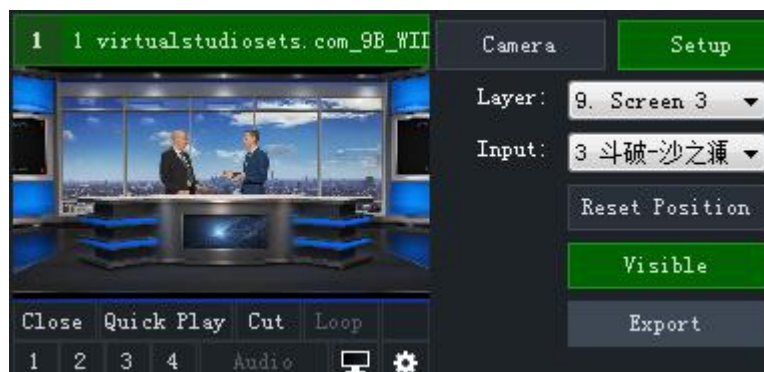 1 1 virtualstudiosets.com_9B_WII
Camera Setup
Layer: 9. Screen 3
Input: 3 斗破-沙之澜
Reset Position
Visible
Export
Close Quick Play Cut Loop
1 2 3 4 Audio